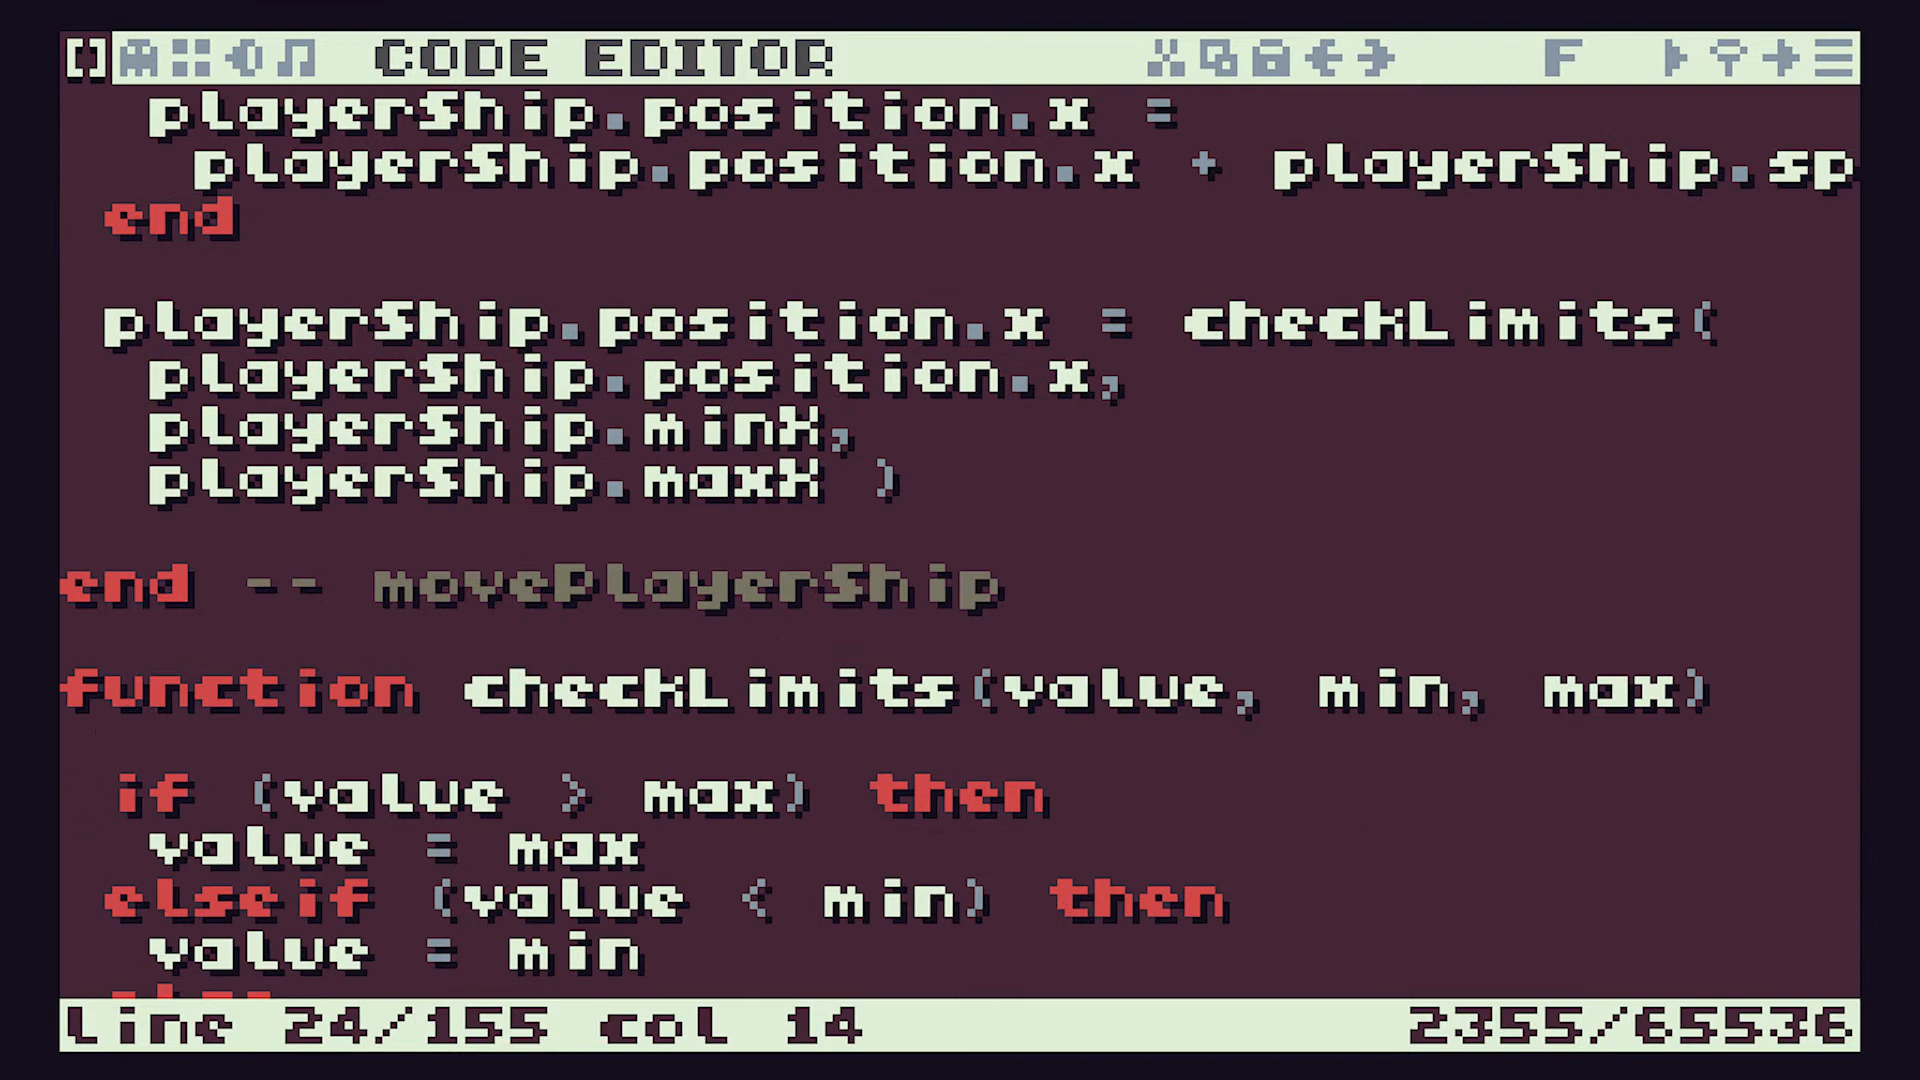 [] CODE EDITOR F
playerShip.position.x =
playerShip.position.x + playerShip.sp
end
playerShip.position.x = checkLimits(
playerShip.position.x,
playerShip.minX,
playerShip.maxX )
end -- movePlayerShip
function checkLimits(value, min, max)
if (value > max) then
value = max
elseif (value < min) then
value = min
line 24/155 col 14
2355/65536